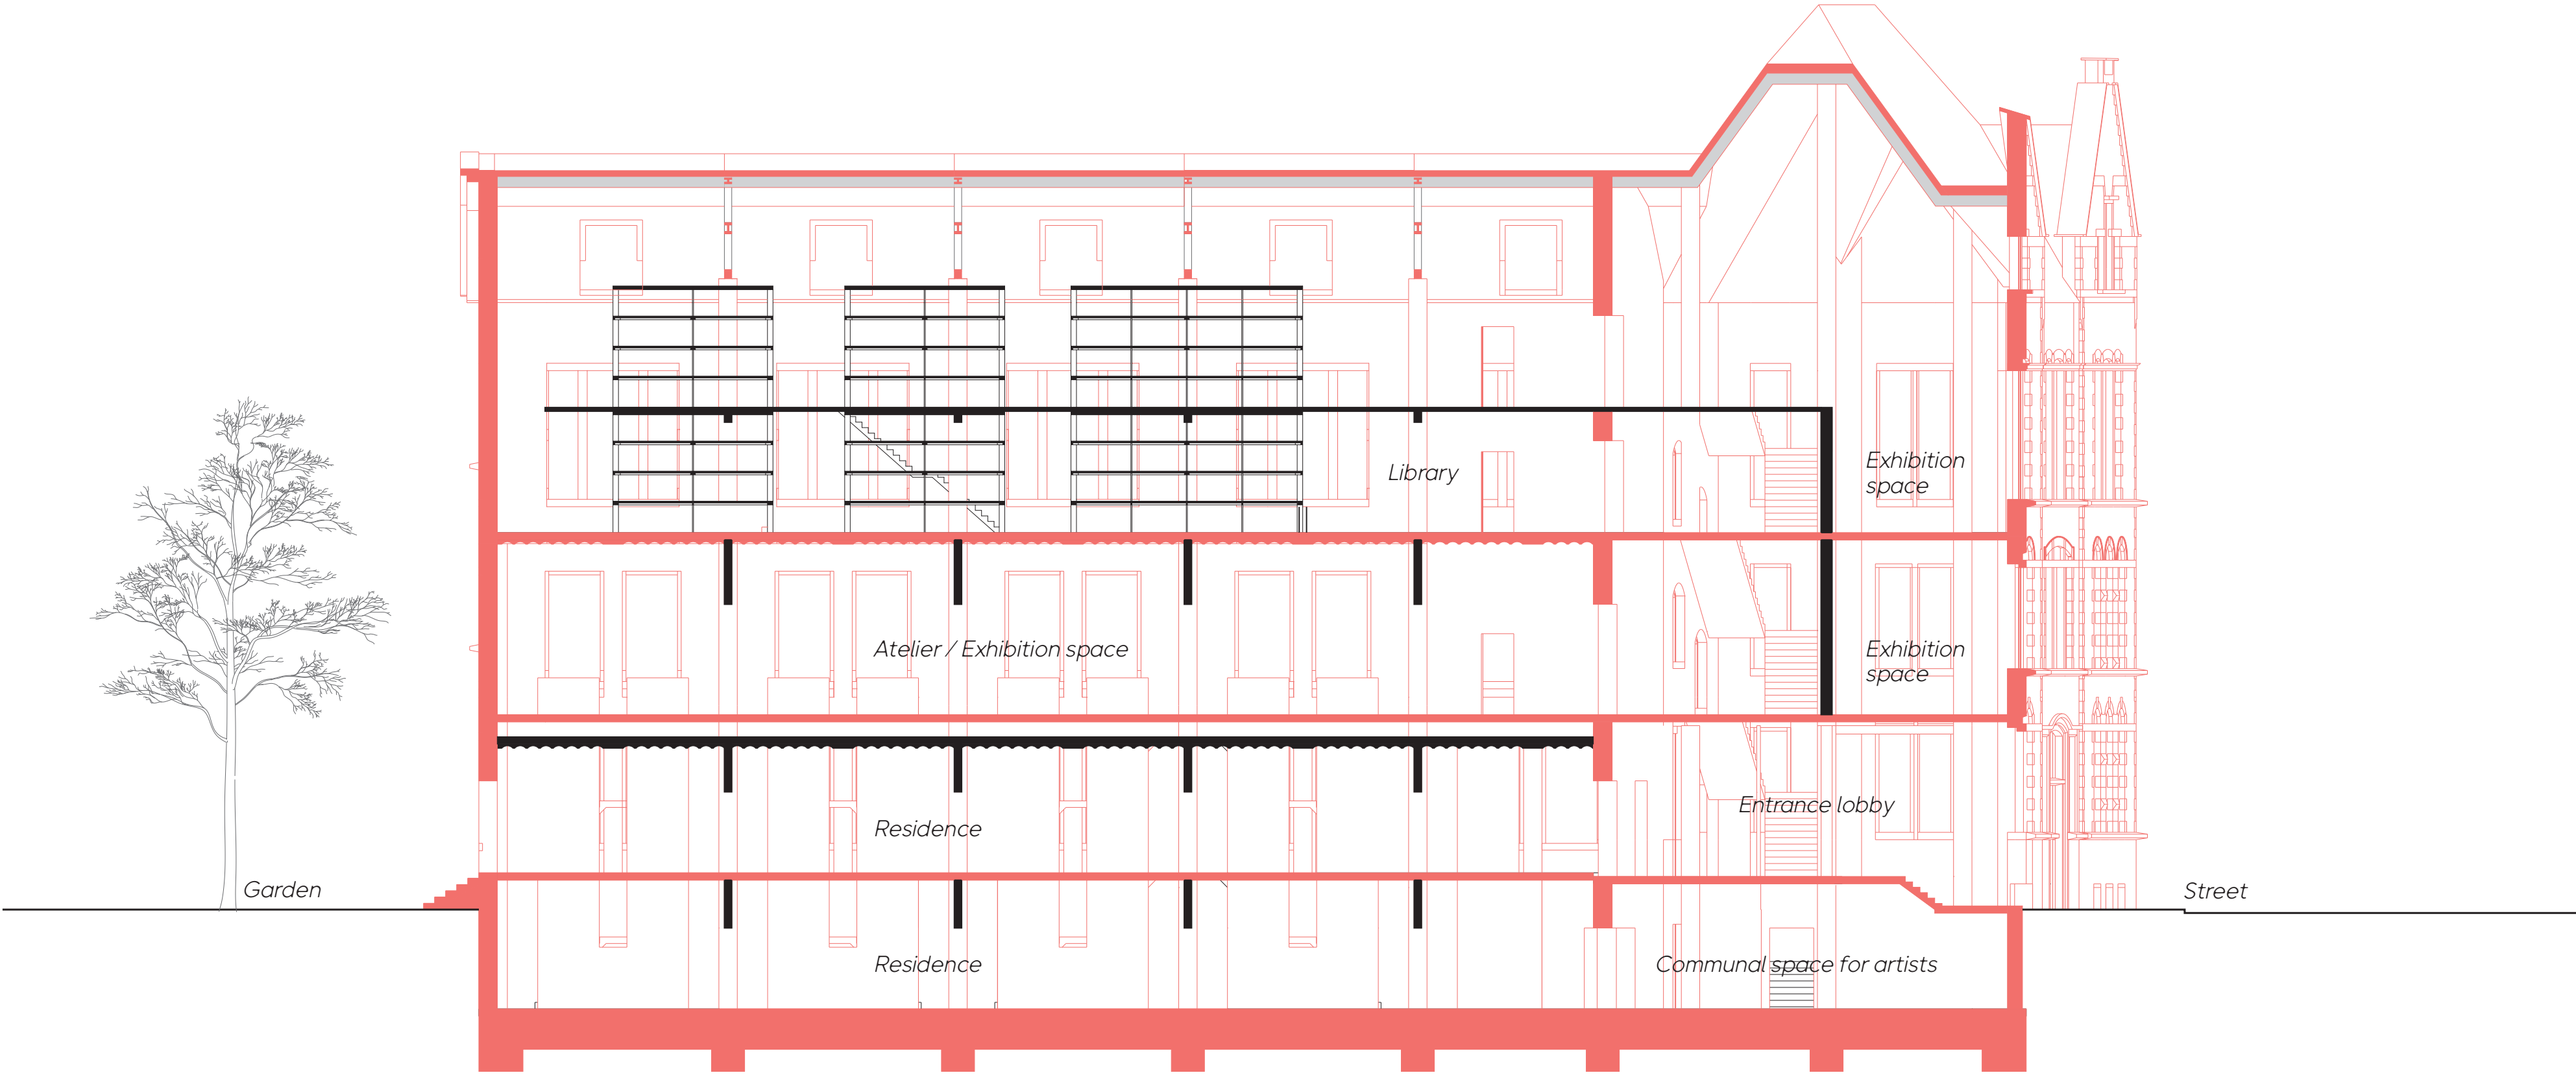 Library
Exhibition
space
Atelier / Exhibition space
Exhibition
space
Entrance lobby
Residence
Garden
Street
Residence
Communal space for artists